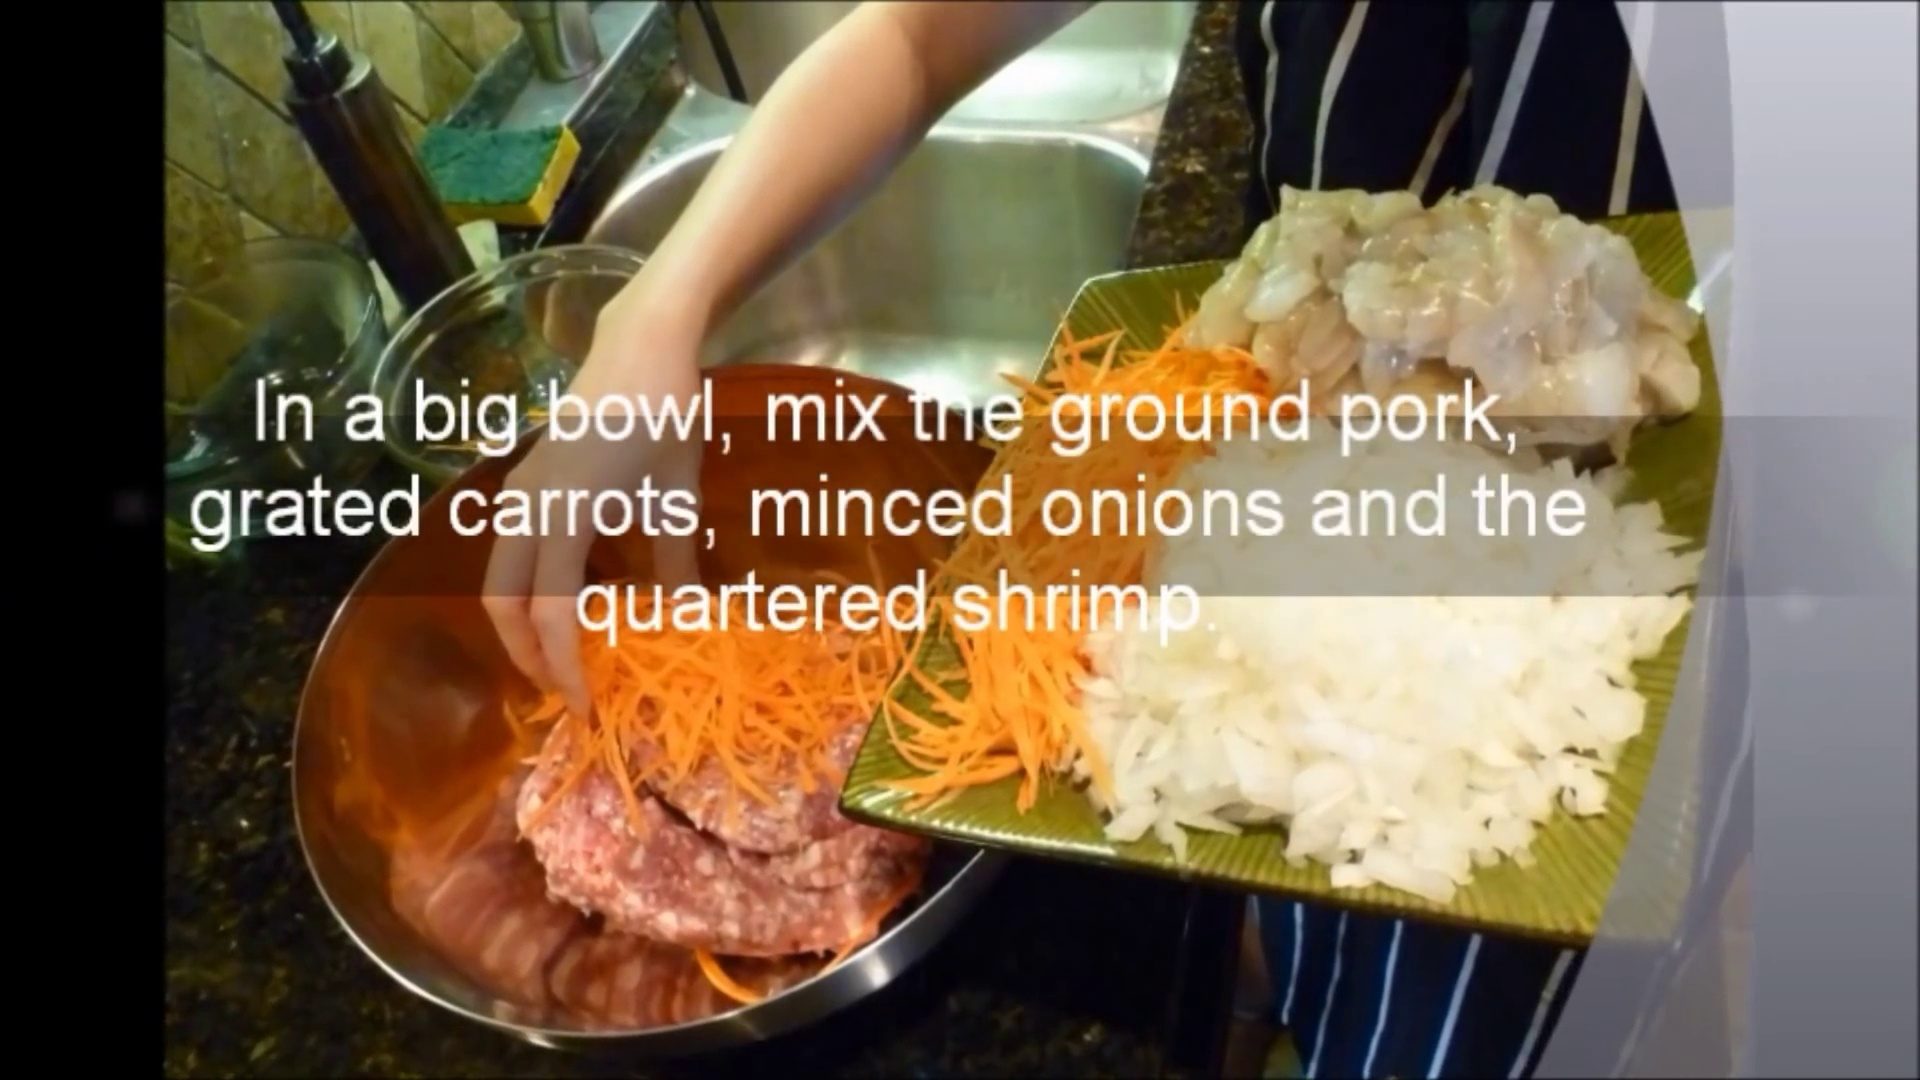 In a big bowl, mix the ground pork,
grated carrots, minced onions and the
quartered shrimp.